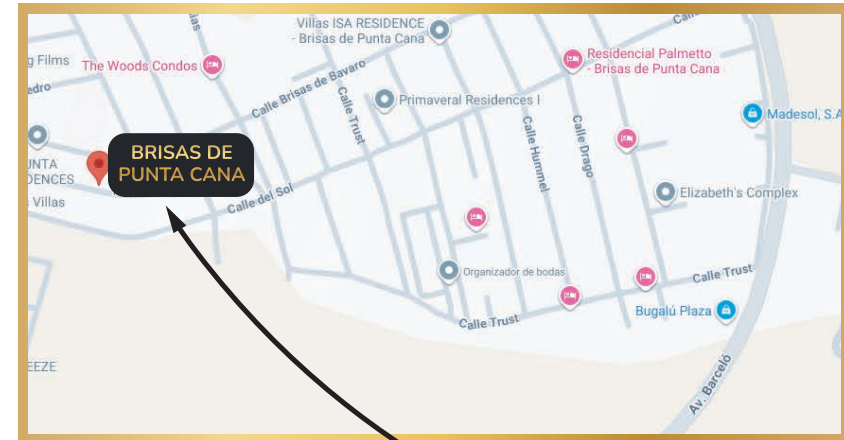 Villas ISA RESIDENCE
- Brisas de Punta Cana
g Films
The Woods Condos
Residencial Palmetto
- Brisas de Punta Cana
edro
Calle Brisas de Bavaro
Calle Trust
Primaveral Residences I
Madesol, S.A
Calle Hummel
Calle Drago
BRISAS DE
PUNTA CANA
UNTA
DENCES
Villas
Calle del Sol
Elizabeth's Complex
Organizador de bodas
Calle Trust
Calle Trust
Bugalú Plaza
EEZE
Av. Barceló